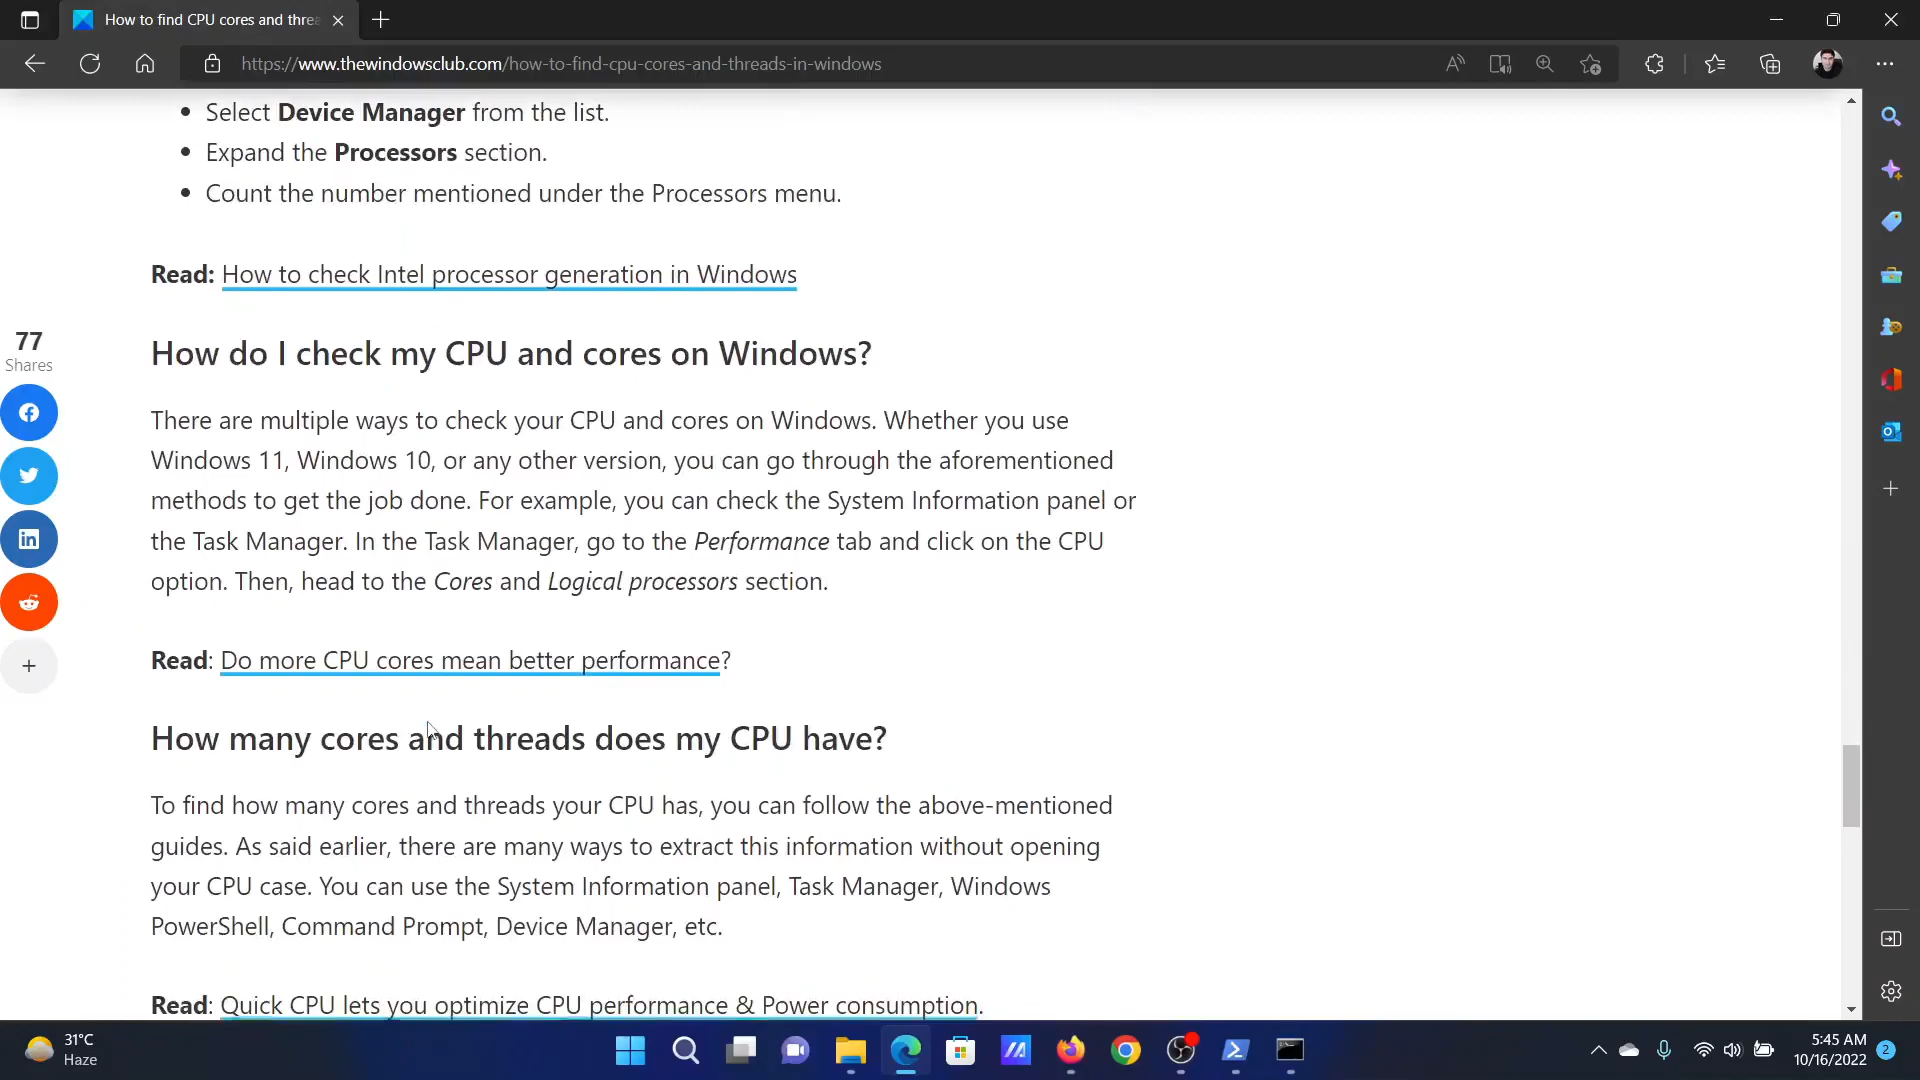 How to find CPU cores and threa
https://www.thewindowsclub.com/how-to-find-cpu-cores-and-threads-in-windows
• Select Device Manager from the list.
• Expand the Processors section.
• Count the number mentioned under the Processors menu.
Read: How to check Intel processor generation in Windows
77
Shares
How do I check my CPU and cores on Windows?
There are multiple ways to check your CPU and cores on Windows. Whether you use
Windows 11, Windows 10, or any other version, you can go through the aforementioned
methods to get the job done. For example, you can check the System Information panel or
the Task Manager. In the Task Manager, go to the Performance tab and click on the CPU
option. Then, head to the Cores and Logical processors section.
Read: Do more CPU cores mean better performance?
How many cores and threads does my CPU have?
To find how many cores and threads your CPU has, you can follow the above-mentioned
guides. As said earlier, there are many ways to extract this information without opening
your CPU case. You can use the System Information panel, Task Manager, Windows
PowerShell, Command Prompt, Device Manager, etc.
Read: Quick CPU lets you optimize CPU performance & Power consumption.
31°C
Haze
5:45 AM
10/16/2022
2